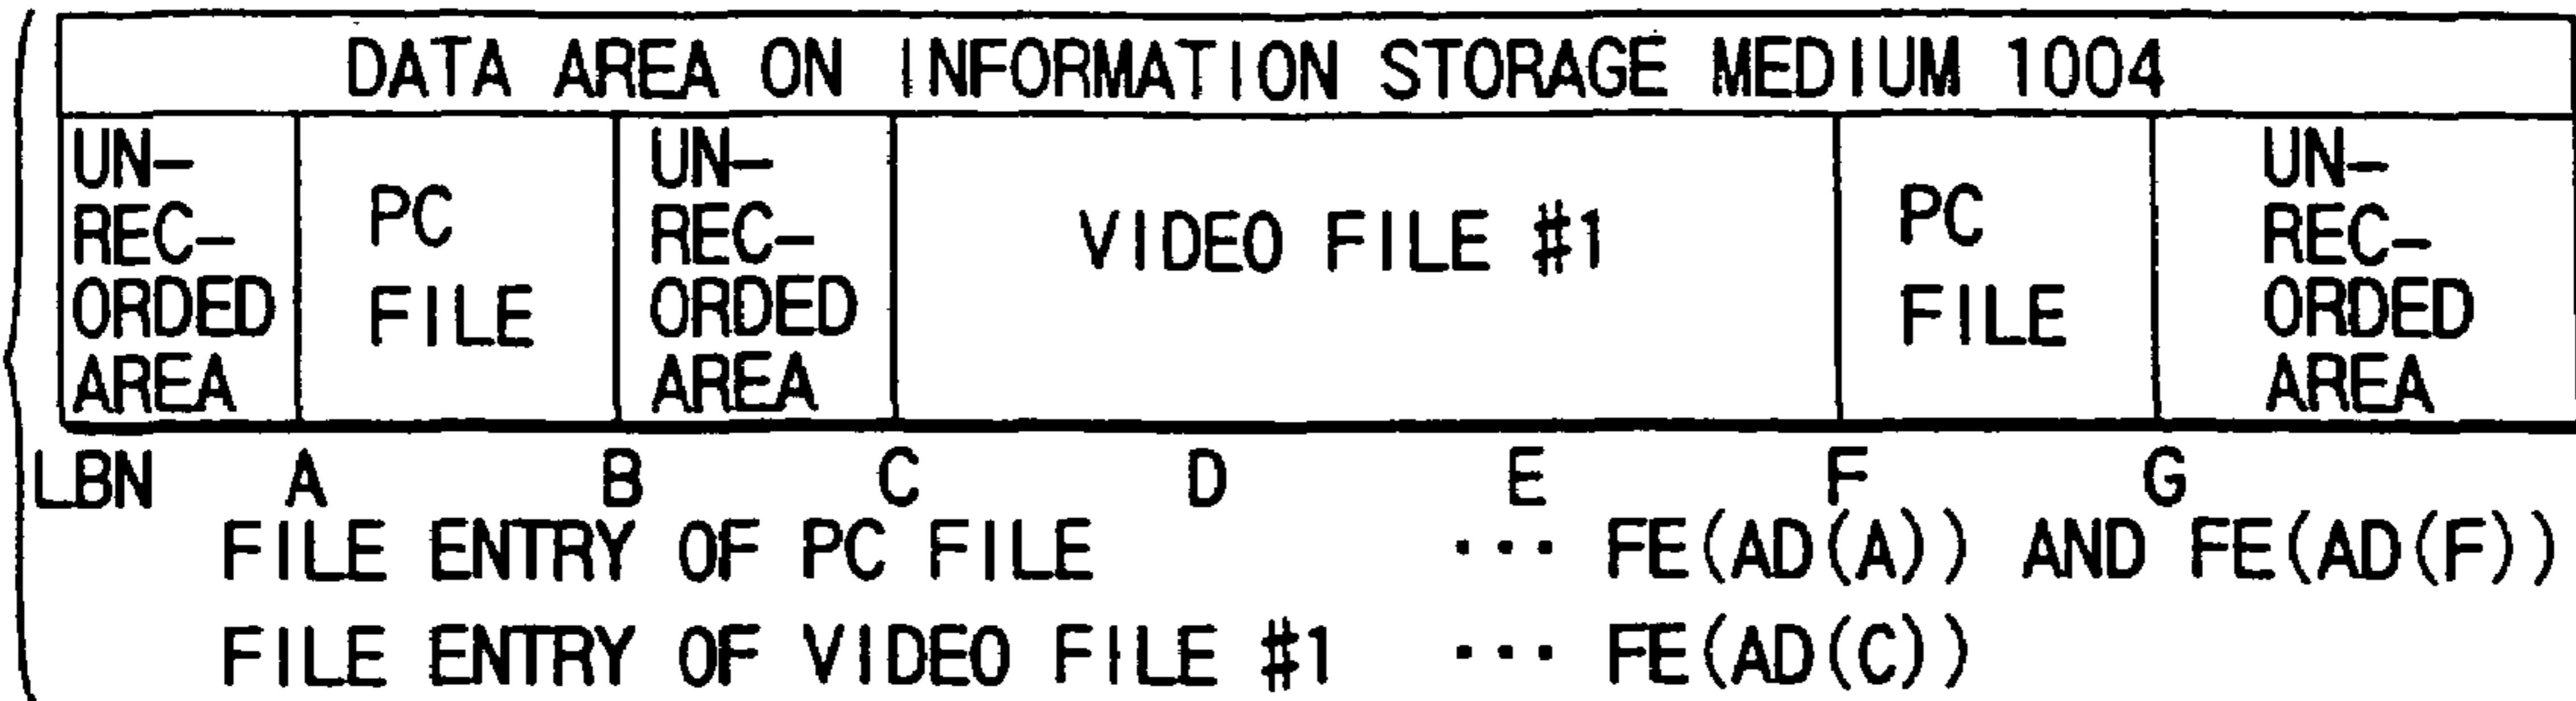 DATA AREA ON INFORMATION STORAGE MEDIUM 1004
UN-
REC-
ORDED
AREA
PC
FILE
UN-
REC-
ORDED
AREA
VIDEO FILE #1
PC
FILE
UN-
REC-
ORDED
AREA
LBN A B C D E F G
FILE ENTRY OF PC FILE ··· FE(AD(A)) AND FE(AD(F))
FILE ENTRY OF VIDEO FILE #1 ··· FE(AD(C))